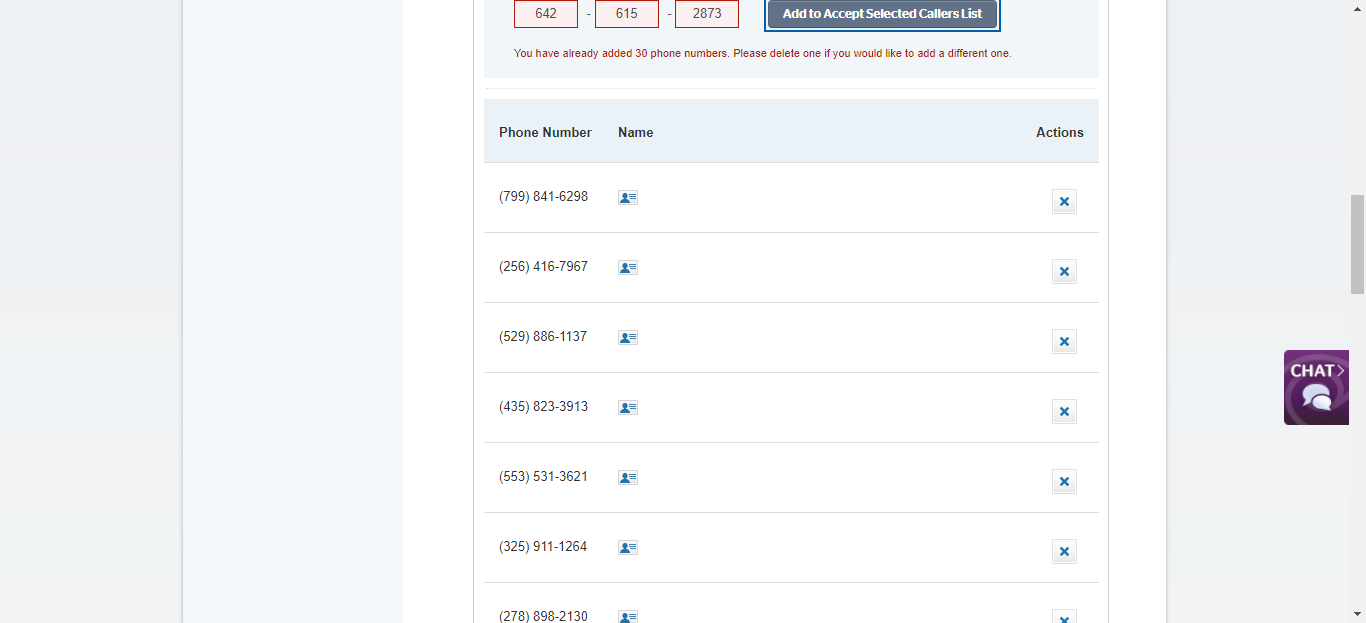 642 - 615 - 2873 Add to Accept Selected Callers List
You have already added 30 phone numbers. Please delete one if you would like to add a different one.
Phone Number Name Actions
(799) 841-6298
(256) 416-7967
(529) 886-1137
(435) 823-3913
CHAT
(553) 531-3621
(325) 911-1264
(278) 898-2130